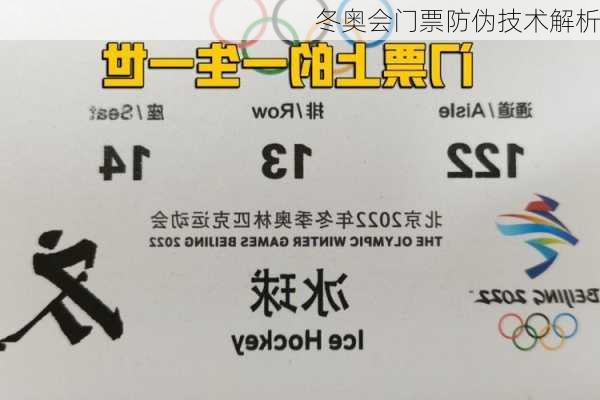 冬奥会门票防伪技术解析
门票上的一生一世
通道/Aisle 排/Row 座/Seat
122 13 14
北京2022年冬季奥林匹克运动会
THE OLYMPIC WINTER GAMES BEIJING 2022
冰球
Ice Hockey
BEIJING 2022